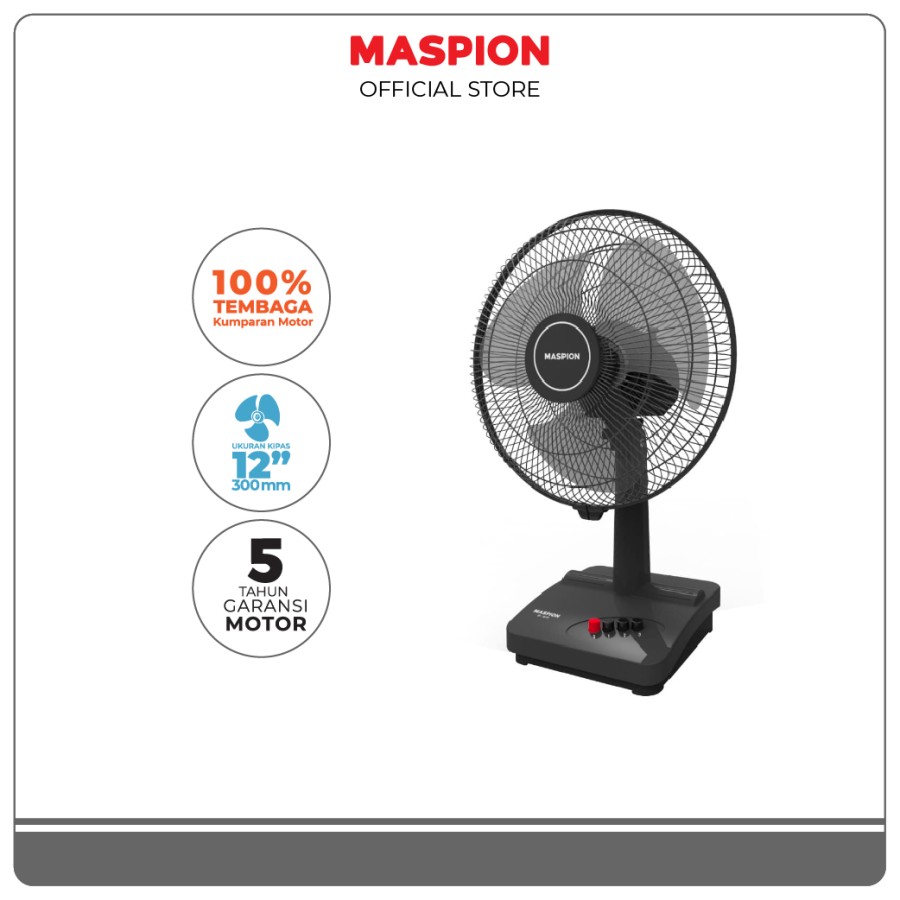 MASPION
OFFICIAL STORE
100%
TEMBAGA
Kumparan Motor
UKURAN KIPAS
12”
300mm
5
TAHUN
GARANSI
MOTOR
MASPION
MASPION